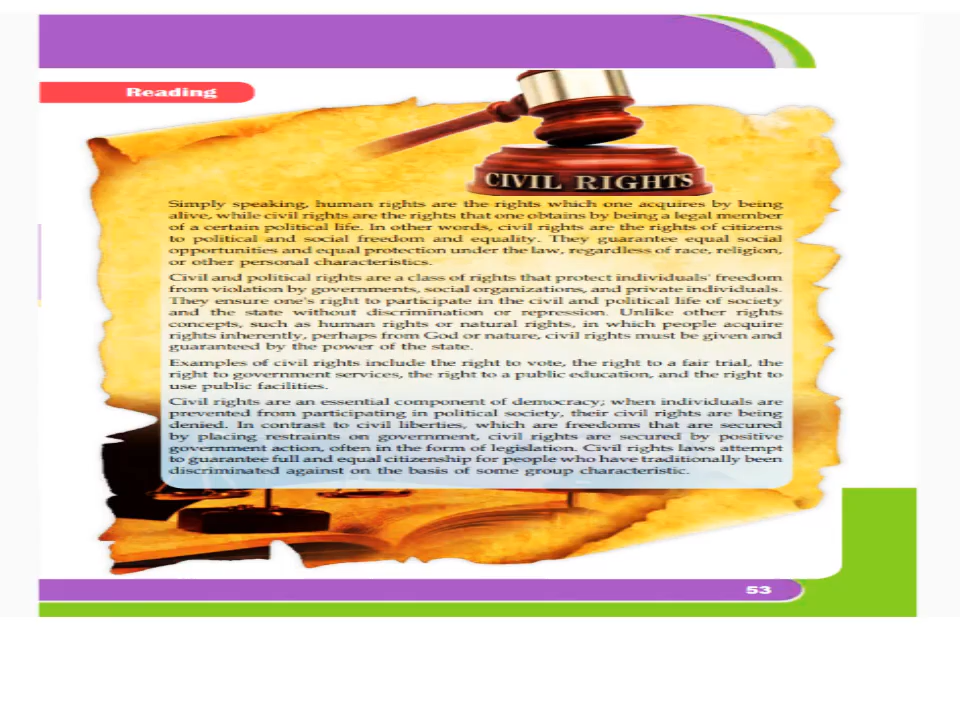 Reading
CIVIL RIGHTS
Simply speaking, human rights are the rights which one acquires by being
alive, while civil rights are the rights that one obtains by being a legal member
of a certain political life. In other words, civil rights are the rights of citizens
to political and social freedom and equality. They guarantee equal social
opportunities and equal protection under the law, regardless of race, religion,
or other personal characteristics.
Civil and political rights are a class of rights that protect individuals' freedom
from violation by governments, social organizations, and private individuals.
They ensure one's right to participate in the civil and political life of society
and the state without discrimination or repression. Unlike other rights
concepts, such as human rights or natural rights, in which people acquire
rights inherently, perhaps from God or nature, civil rights must be given and
guaranteed by the power of the state.
Examples of civil rights include the right to vote, the right to a fair trial, the
right to government services, the right to a public education, and the right to
use public facilities.
Civil rights are an essential component of democracy; when individuals are
prevented from participating in political society, their civil rights are being
denied. In contrast to civil liberties, which are freedoms that are secured
by placing restraints on government, civil rights are secured by positive
government action, often in the form of legislation. Civil rights laws attempt
to guarantee full and equal citizenship for people who have traditionally been
discriminated against on the basis of some group characteristic.
53